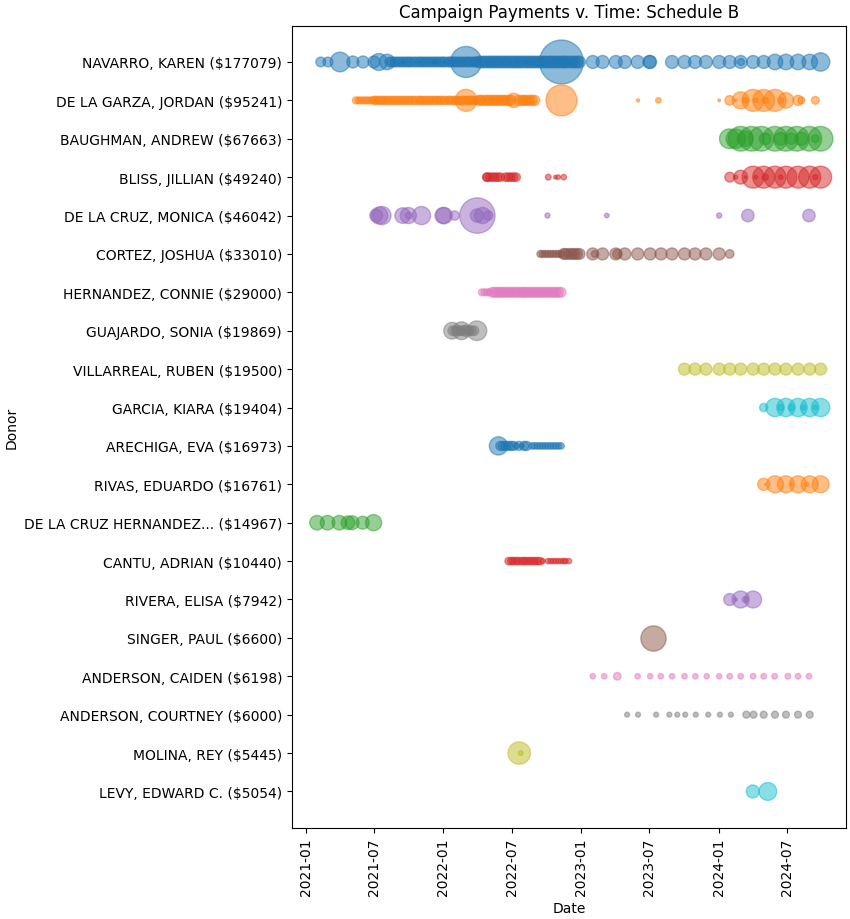 Campaign Payments v. Time: Schedule B
NAVARRO, KAREN ($177079)
DE LA GARZA, JORDAN ($95241)
BAUGHMAN, ANDREW ($67663)
BLISS, JILLIAN ($49240)
DE LA CRUZ, MONICA ($46042)
CORTEZ, JOSHUA ($33010)
HERNANDEZ, CONNIE ($29000)
GUAJARDO, SONIA ($19869)
VILLARREAL, RUBEN ($19500)
GARCIA, KIARA ($19404)
ARECHIGA, EVA ($16973)
RIVAS, EDUARDO ($16761)
DE LA CRUZ HERNANDEZ... ($14967)
CANTU, ADRIAN ($10440)
RIVERA, ELISA ($7942)
SINGER, PAUL ($6600)
ANDERSON, CAIDEN ($6198)
ANDERSON, COURTNEY ($6000)
MOLINA, REY ($5445)
LEVY, EDWARD C. ($5054)
Donor
2021-01
2021-07
2022-01
2022-07
2023-01
2023-07
2024-01
2024-07
Date